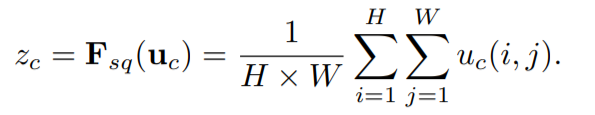 $z_c = \mathbf{F}_{sq}(\mathbf{u}_c) = \frac{1}{H \times W} \sum_{i=1}^{H} \sum_{j=1}^{W} u_c(i, j).$